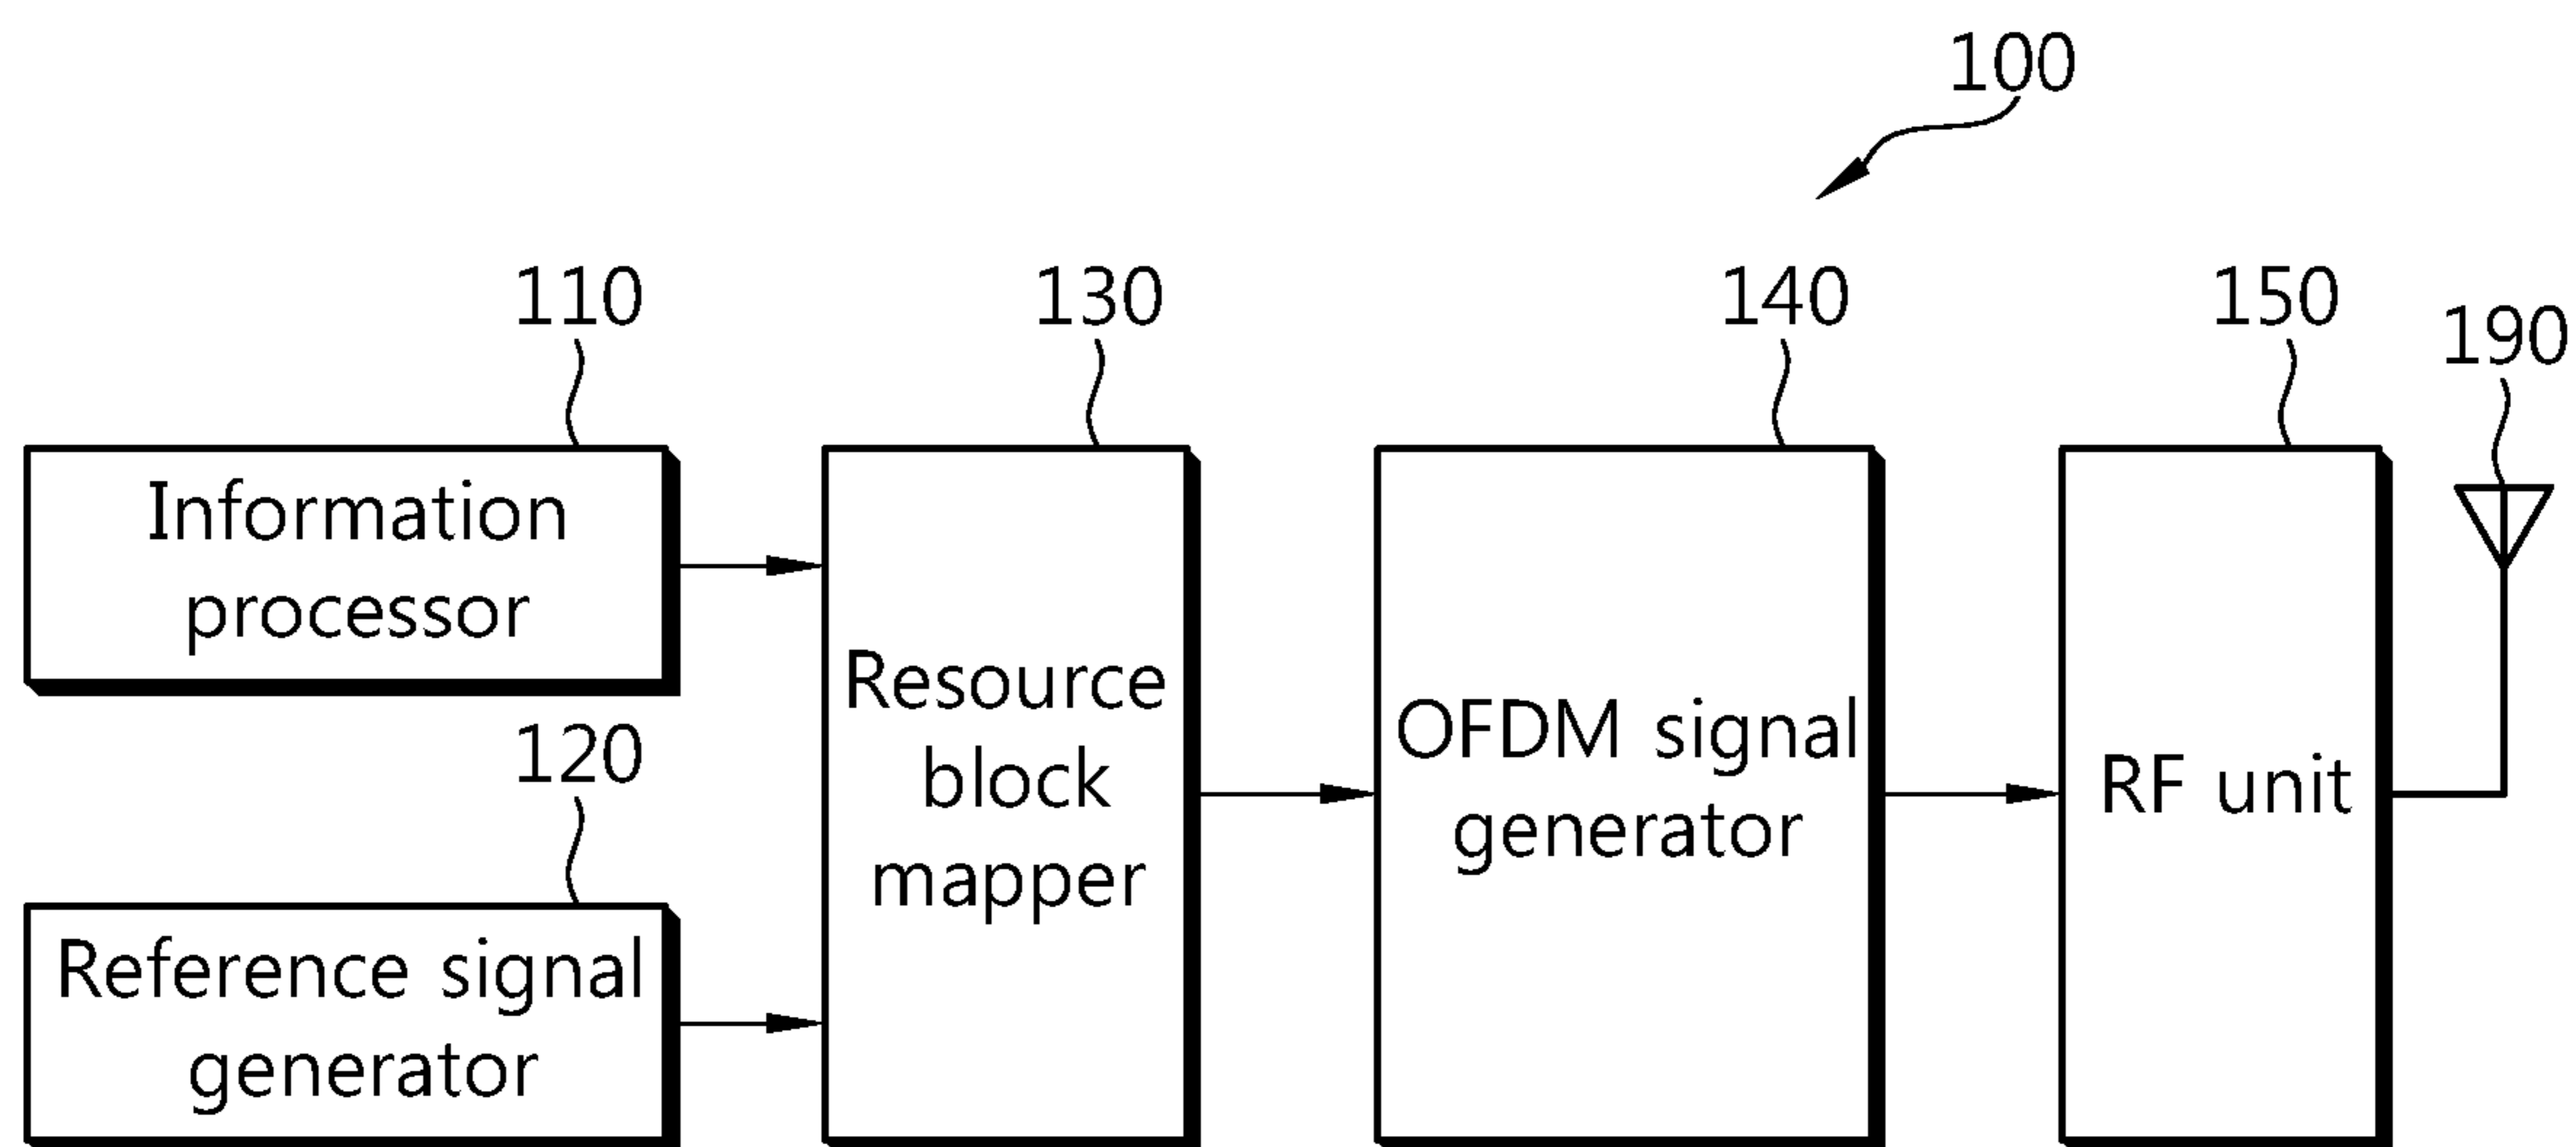 100
110
130
140
150
190
Information
processor
Resource
block
mapper
OFDM signal
generator
RF unit
120
Reference signal
generator